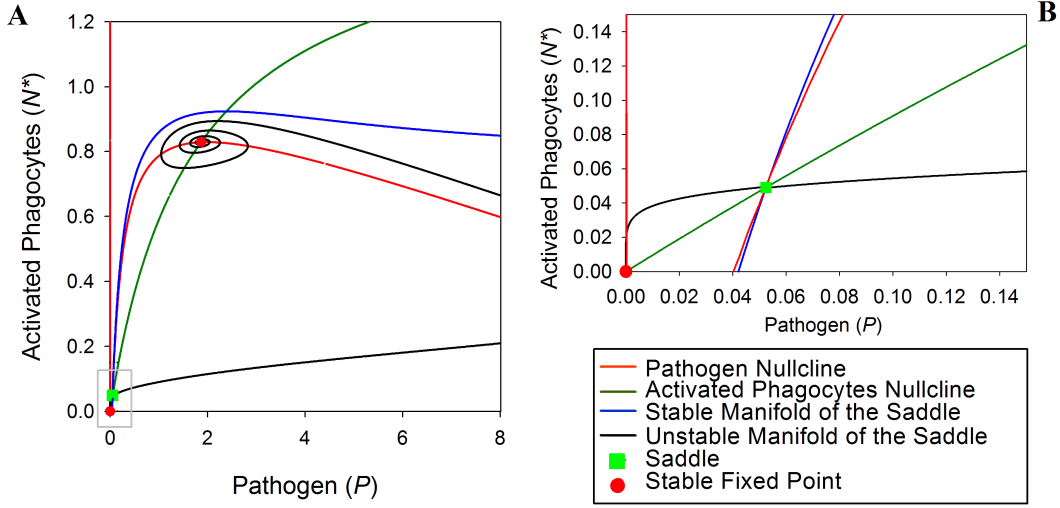 A
1.2
1.0
0.8
0.6
0.4
0.2
0.0
Activated Phagocytes (N*)
0 2 4 6 8
Pathogen (P)
B
0.14
0.12
0.10
0.08
0.06
0.04
0.02
0.00
Activated Phagocytes (N*)
0.00 0.02 0.04 0.06 0.08 0.10 0.12 0.14
Pathogen (P)
Pathogen Nullcline
Activated Phagocytes Nullcline
Stable Manifold of the Saddle
Unstable Manifold of the Saddle
Saddle
Stable Fixed Point